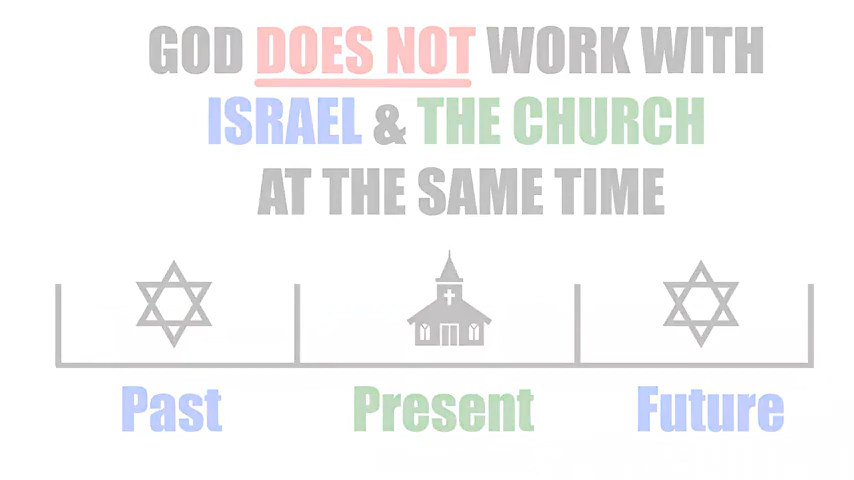 GOD DOES NOT WORK WITH
ISRAEL & THE CHURCH
AT THE SAME TIME
Past Present Future